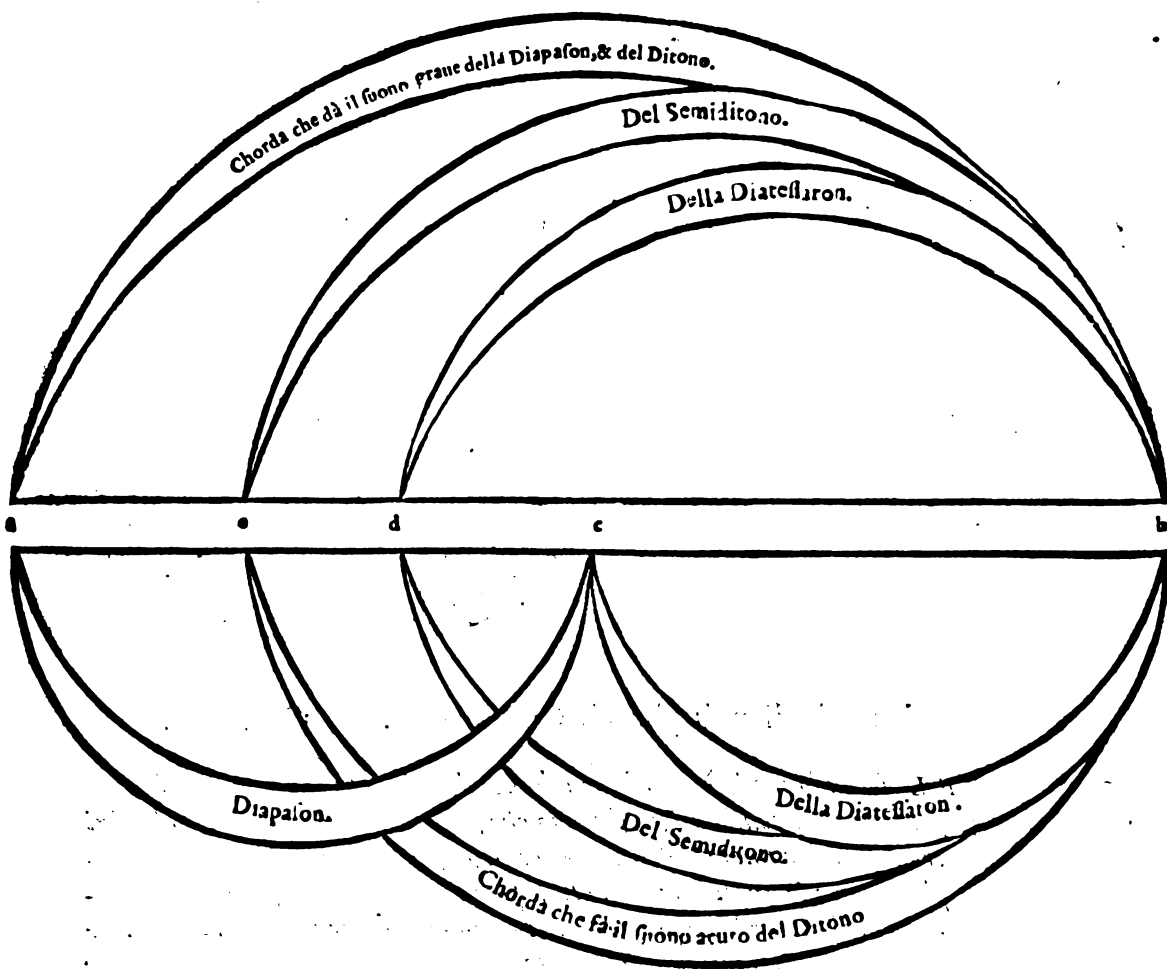 Chorda che dà il ſuono graue della Diapaſon, & del Ditono.
Del Semiditono.
Della Diateſſaron.
a e d c b
Diapaſon.
Della Diateſſaron.
Del Semiditono.
Chorda che fà il ſuono acuto del Ditono